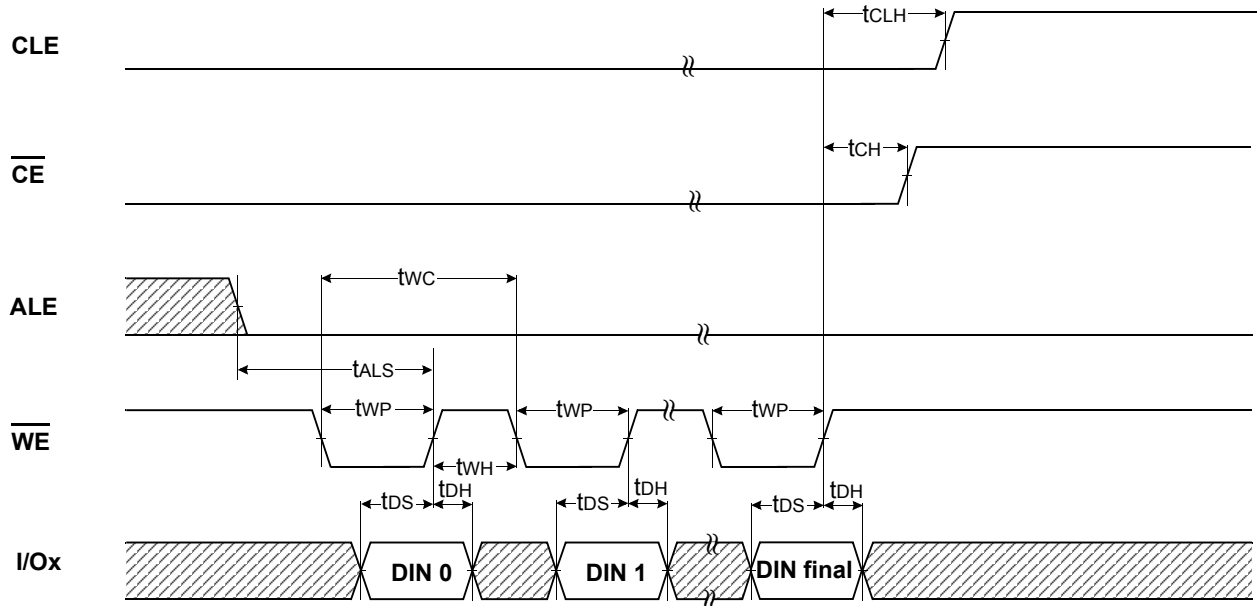 tCLH
CLE
tCH
CE
tWC
ALE
tALS
tWP tWP tWP
WE
tWH
tDS tDH tDS tDH tDS tDH
I/Ox DIN 0 DIN 1 DIN final